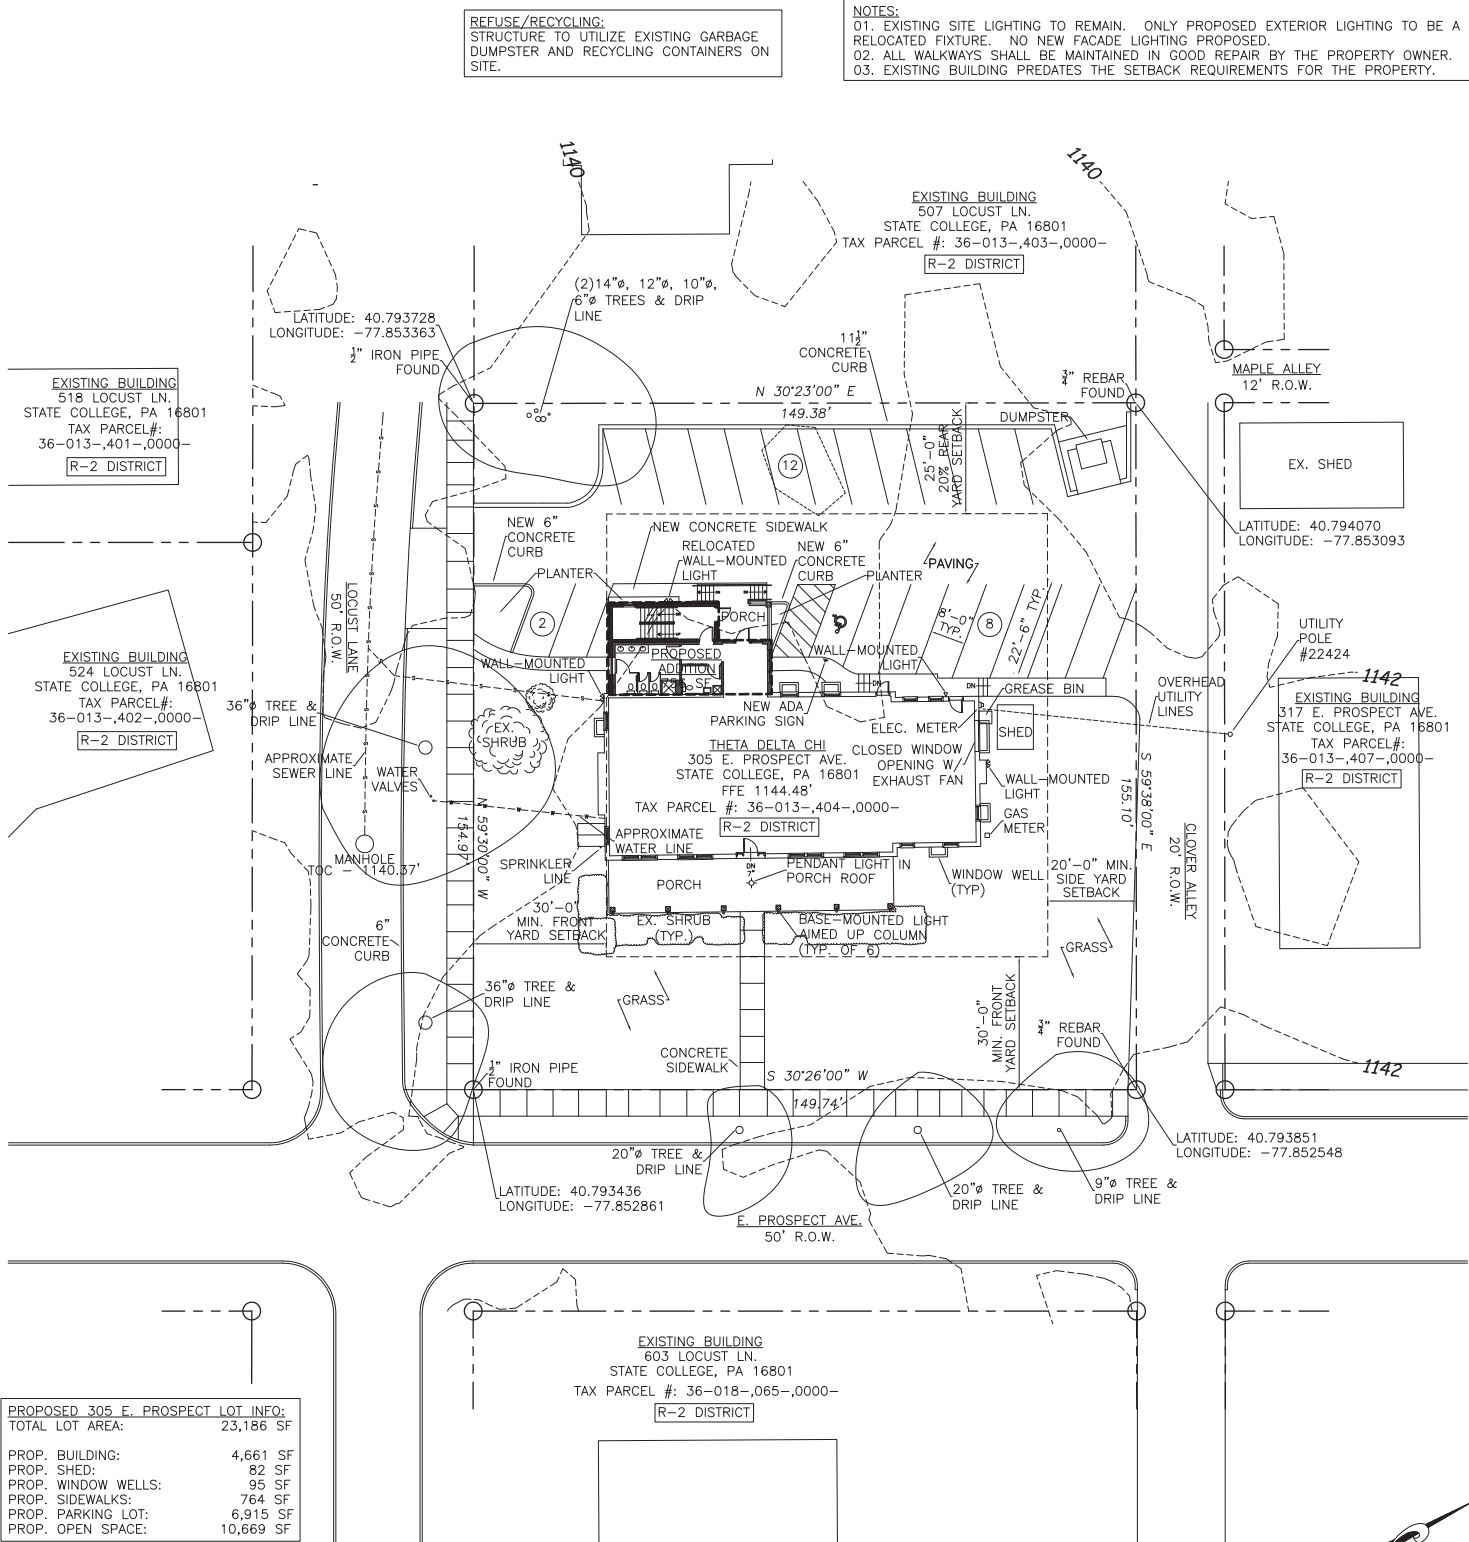 REFUSE/RECYCLING:
STRUCTURE TO UTILIZE EXISTING GARBAGE
DUMPSTER AND RECYCLING CONTAINERS ON
SITE.
NOTES:
01. EXISTING SITE LIGHTING TO REMAIN. ONLY PROPOSED EXTERIOR LIGHTING TO BE A
RELOCATED FIXTURE. NO NEW FACADE LIGHTING PROPOSED.
02. ALL WALKWAYS SHALL BE MAINTAINED IN GOOD REPAIR BY THE PROPERTY OWNER.
03. EXISTING BUILDING PREDATES THE SETBACK REQUIREMENTS FOR THE PROPERTY.
1140
1140
EXISTING BUILDING
507 LOCUST LN.
STATE COLLEGE, PA 16801
TAX PARCEL #: 36-013-,403-,0000-
R-2 DISTRICT
(2)14"ø, 12"ø, 10"ø,
6"ø TREES & DRIP
LINE
LATITUDE: 40.793728
LONGITUDE: -77.853363
½" IRON PIPE
FOUND
11½"
CONCRETE
CURB
N 30°23'00" E
149.38'
¾" REBAR
FOUND
DUMPSTER
MAPLE ALLEY
12' R.O.W.
EX. SHED
LATITUDE: 40.794070
LONGITUDE: -77.853093
EXISTING BUILDING
518 LOCUST LN.
STATE COLLEGE, PA 16801
TAX PARCEL#:
36-013-,401-,0000-
R-2 DISTRICT
12
25'-0"
20% REAR
YARD SETBACK
NEW 6"
CONCRETE
CURB
NEW CONCRETE SIDEWALK
RELOCATED
WALL-MOUNTED
LIGHT
NEW 6"
CONCRETE
CURB
PLANTER
PLANTER
PAVING
LOCUST LANE
50' R.O.W.
2
PORCH
8'-0"
TYP.
8
22'-6" TYP.
UTILITY
POLE
#22424
EXISTING BUILDING
524 LOCUST LN.
STATE COLLEGE, PA 16801
TAX PARCEL#:
36-013-,402-,0000-
R-2 DISTRICT
WALL-MOUNTED
LIGHT
PROPOSED
ADDITION
SF
WALL-MOUNTED
LIGHT
DN
DN
GREASE BIN
OVERHEAD
UTILITY
LINES
1142
EXISTING BUILDING
317 E. PROSPECT AVE.
STATE COLLEGE, PA 16801
TAX PARCEL#:
36-013-,407-,0000-
R-2 DISTRICT
36"ø TREE &
DRIP LINE
EX.
SHRUB
NEW ADA
PARKING SIGN
ELEC. METER
SHED
APPROXIMATE
SEWER LINE
WATER
VALVES
THETA DELTA CHI
305 E. PROSPECT AVE.
STATE COLLEGE, PA 16801
FFE 1144.48'
TAX PARCEL #: 36-013-,404-,0000-
R-2 DISTRICT
CLOSED WINDOW
OPENING W/
EXHAUST FAN
WALL-MOUNTED
LIGHT
GAS
METER
S 59°38'00" E
155.10'
N 59°30'00" W
154.97'
MANHOLE
TOC - 1140.37'
APPROXIMATE
WATER LINE
SPRINKLER
LINE
DN
7"
PENDANT LIGHT IN
PORCH ROOF
PORCH
WINDOW WELL
(TYP)
20'-0" MIN.
SIDE YARD
SETBACK
CLOVER ALLEY
20' R.O.W.
30'-0"
MIN. FRONT
YARD SETBACK
EX. SHRUB
(TYP.)
BASE-MOUNTED LIGHT
AIMED UP COLUMN
(TYP. OF 6)
6"
CONCRETE
CURB
GRASS
36"ø TREE &
DRIP LINE
GRASS
30'-0"
MIN. FRONT
YARD SETBACK
¾" REBAR
FOUND
½" IRON PIPE
FOUND
CONCRETE
SIDEWALK
S 30°26'00" W
149.74'
1142
20"ø TREE &
DRIP LINE
LATITUDE: 40.793851
LONGITUDE: -77.852548
LATITUDE: 40.793436
LONGITUDE: -77.852861
20"ø TREE &
DRIP LINE
9"ø TREE &
DRIP LINE
E. PROSPECT AVE.
50' R.O.W.
EXISTING BUILDING
603 LOCUST LN.
STATE COLLEGE, PA 16801
TAX PARCEL #: 36-018-,065-,0000-
R-2 DISTRICT
PROPOSED 305 E. PROSPECT LOT INFO:
TOTAL LOT AREA: 23,186 SF
PROP. BUILDING: 4,661 SF
PROP. SHED: 82 SF
PROP. WINDOW WELLS: 95 SF
PROP. SIDEWALKS: 764 SF
PROP. PARKING LOT: 6,915 SF
PROP. OPEN SPACE: 10,669 SF